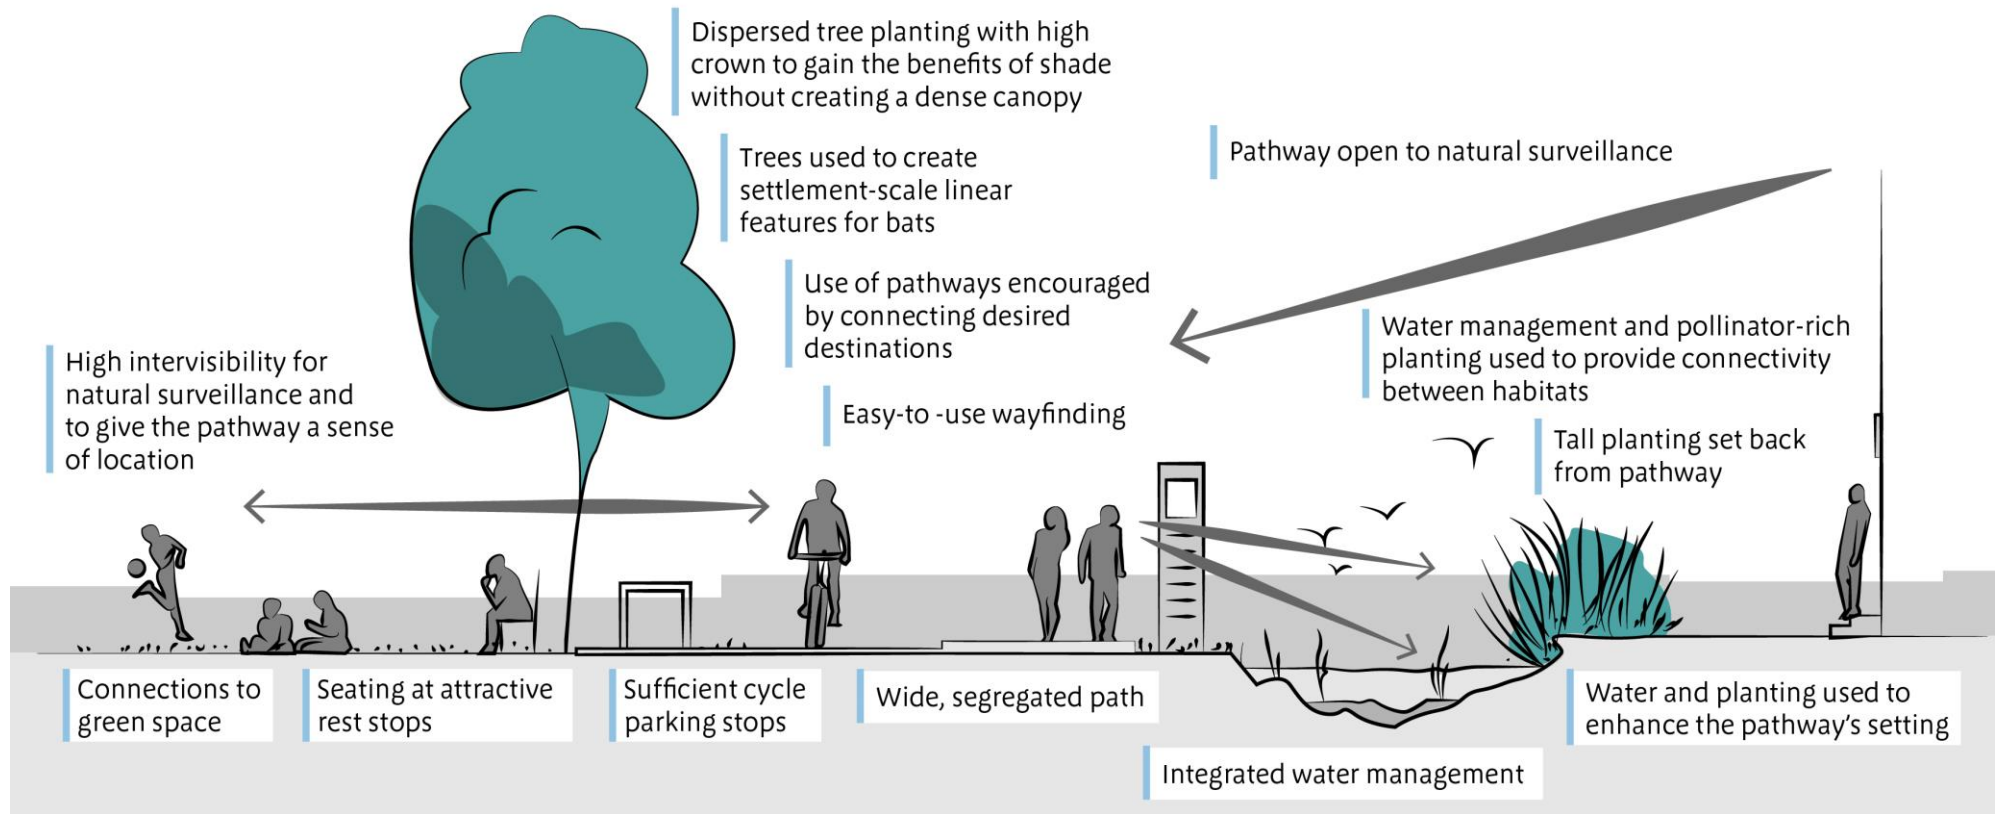 Dispersed tree planting with high
crown to gain the benefits of shade
without creating a dense canopy
Trees used to create
settlement-scale linear
features for bats
Pathway open to natural surveillance
Use of pathways encouraged
by connecting desired
destinations
Water management and pollinator-rich
planting used to provide connectivity
between habitats
High intervisibility for
natural surveillance and
to give the pathway a sense
of location
Easy-to -use wayfinding
Tall planting set back
from pathway
Connections to
green space
Seating at attractive
rest stops
Sufficient cycle
parking stops
Wide, segregated path
Water and planting used to
enhance the pathway's setting
Integrated water management